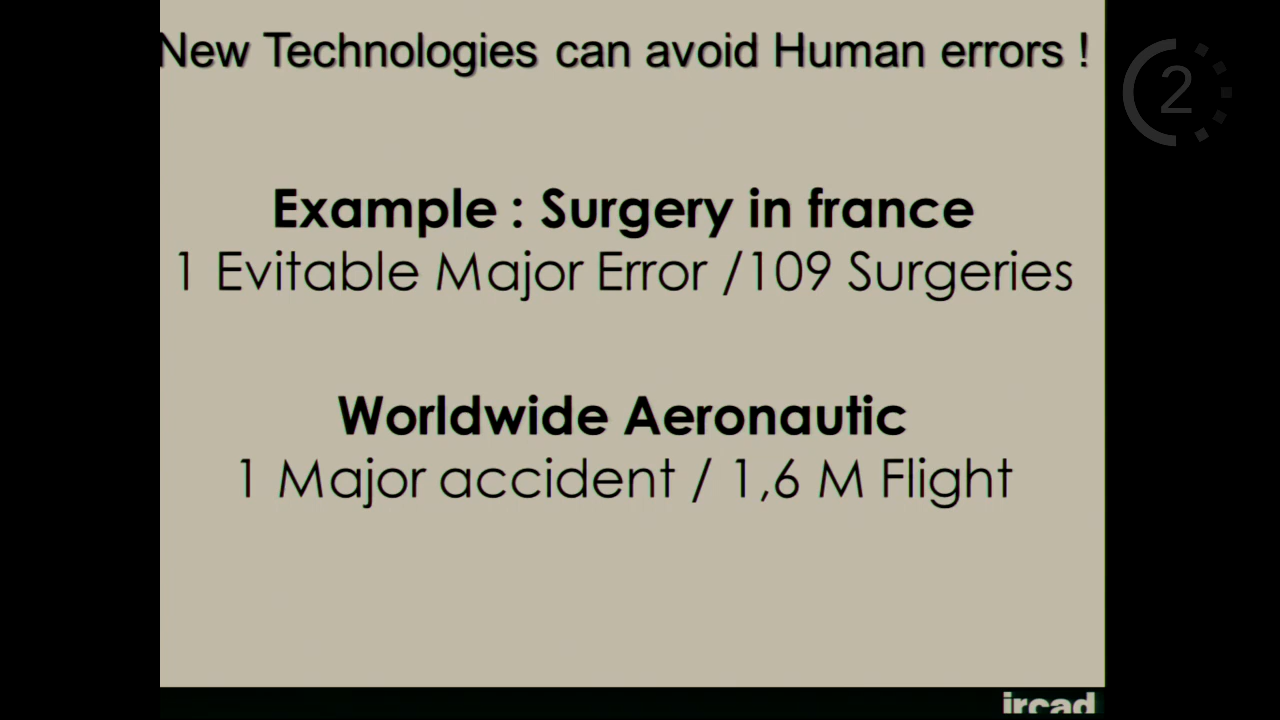 New Technologies can avoid Human errors !
2
Example : Surgery in france
1 Evitable Major Error /109 Surgeries
Worldwide Aeronautic
1 Major accident / 1,6 M Flight
ircad